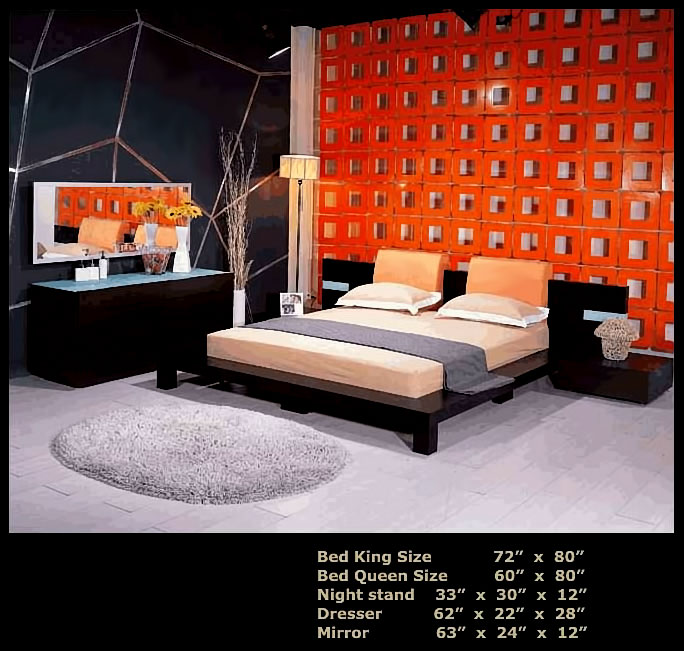 Bed King Size 72” x 80”
Bed Queen Size 60” x 80”
Night stand 33” x 30” x 12”
Dresser 62” x 22” x 28”
Mirror 63” x 24” x 12”